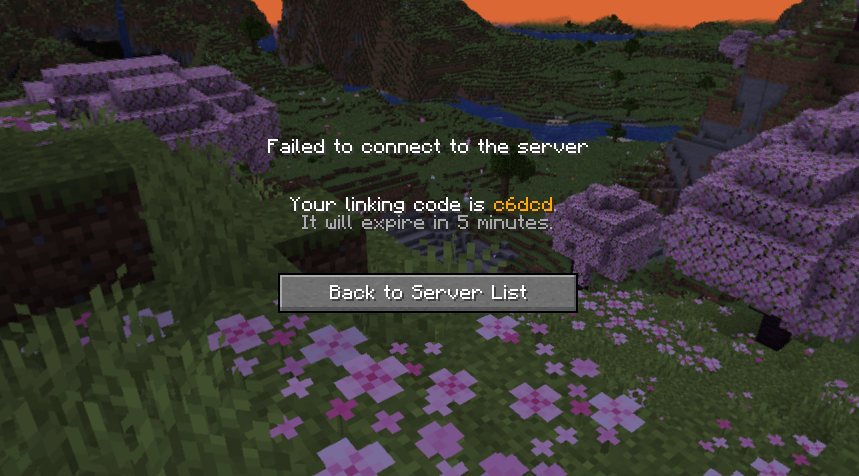 Failed to connect to the server
Your linking code is c6dcd.
It will expire in 5 minutes.
Back to Server List